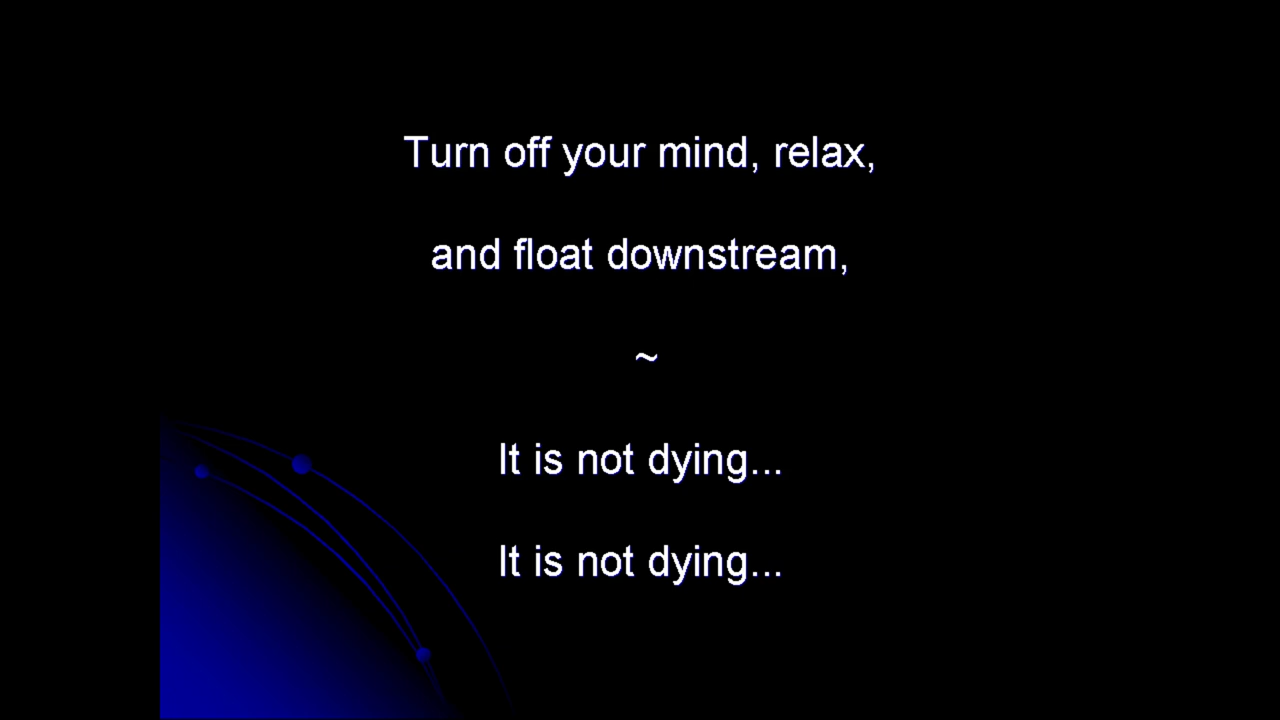 Turn off your mind, relax,
and float downstream,
~
It is not dying...
It is not dying...